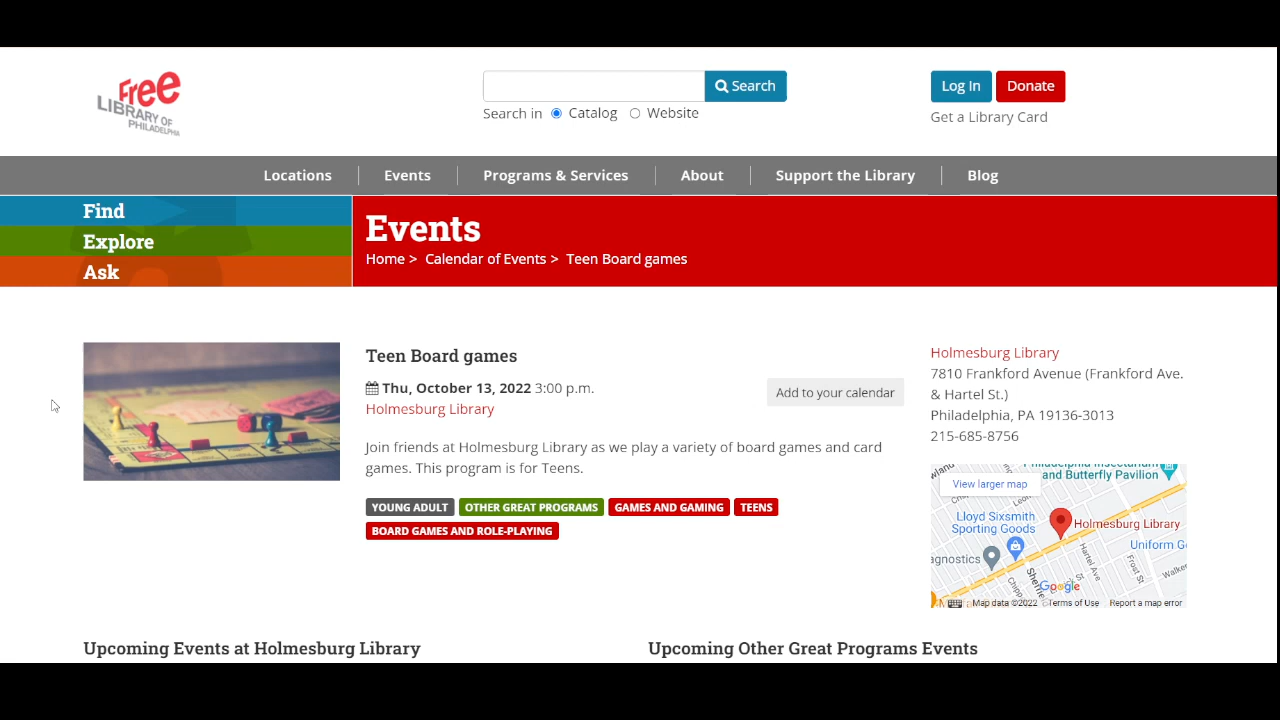 Free
LIBRARY OF
PHILADELPHIA
Search
Search in Catalog Website
Log In Donate
Get a Library Card
Locations Events Programs & Services About Support the Library Blog
Find
Explore
Ask
Events
Home > Calendar of Events > Teen Board games
Teen Board games
Thu, October 13, 2022 3:00 p.m.
Holmesburg Library
Add to your calendar
Join friends at Holmesburg Library as we play a variety of board games and card
games. This program is for Teens.
YOUNG ADULT OTHER GREAT PROGRAMS GAMES AND GAMING TEENS
BOARD GAMES AND ROLE-PLAYING
Holmesburg Library
7810 Frankford Avenue (Frankford Ave.
& Hartel St.)
Philadelphia, PA 19136-3013
215-685-8756
Philadelphia Insectarium
and Butterfly Pavilion
View larger map
Lloyd Sixsmith
Sporting Goods
Holmesburg Library
Uniform G
agnostics
Hartel Ave
Frost St
Walker
Google
Map data ©2022 Terms of Use Report a map error
Upcoming Events at Holmesburg Library
Upcoming Other Great Programs Events